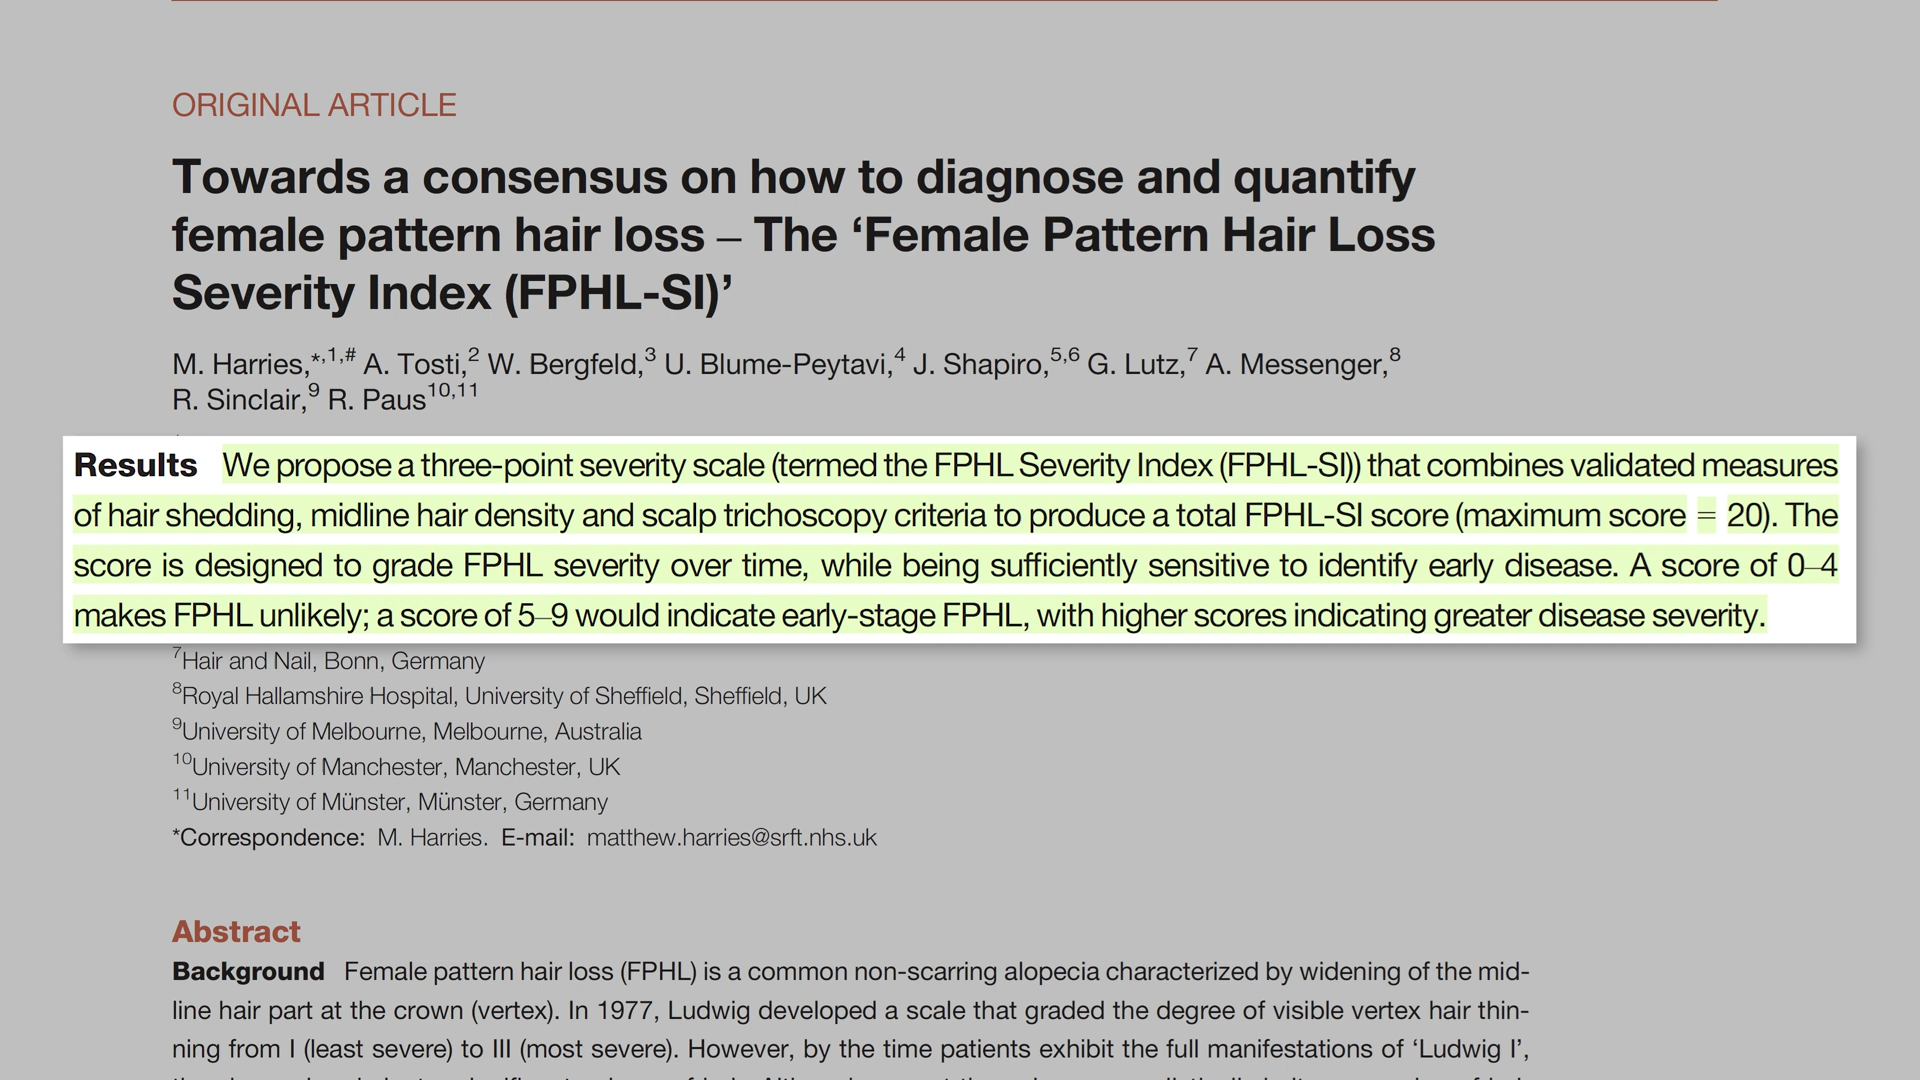 ORIGINAL ARTICLE
Towards a consensus on how to diagnose and quantify
female pattern hair loss – The ‘Female Pattern Hair Loss
Severity Index (FPHL-SI)’
M. Harries,*,1,# A. Tosti,2 W. Bergfeld,3 U. Blume-Peytavi,4 J. Shapiro,5,6 G. Lutz,7 A. Messenger,8
R. Sinclair,9 R. Paus10,11
Results We propose a three-point severity scale (termed the FPHL Severity Index (FPHL-SI)) that combines validated measures
of hair shedding, midline hair density and scalp trichoscopy criteria to produce a total FPHL-SI score (maximum score = 20). The
score is designed to grade FPHL severity over time, while being sufficiently sensitive to identify early disease. A score of 0–4
makes FPHL unlikely; a score of 5–9 would indicate early-stage FPHL, with higher scores indicating greater disease severity.
7Hair and Nail, Bonn, Germany
8Royal Hallamshire Hospital, University of Sheffield, Sheffield, UK
9University of Melbourne, Melbourne, Australia
10University of Manchester, Manchester, UK
11University of Münster, Münster, Germany
*Correspondence: M. Harries. E-mail: matthew.harries@srft.nhs.uk
Abstract
Background Female pattern hair loss (FPHL) is a common non-scarring alopecia characterized by widening of the mid-
line hair part at the crown (vertex). In 1977, Ludwig developed a scale that graded the degree of visible vertex hair thin-
ning from I (least severe) to III (most severe). However, by the time patients exhibit the full manifestations of ‘Ludwig I’,